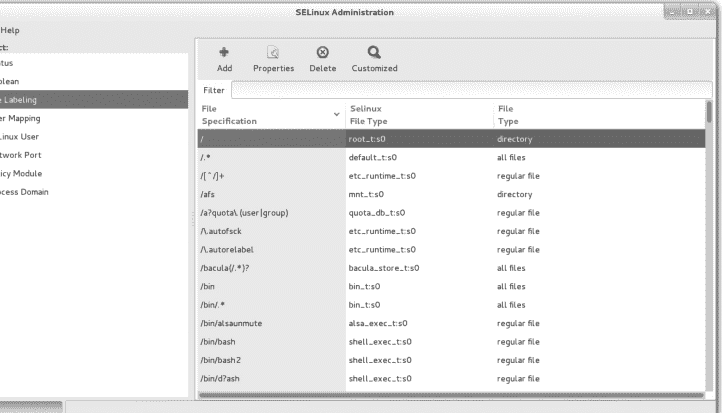 SELinux Administration
Help
ct:
tus
olean
e Labeling
er Mapping
Linux User
twork Port
icy Module
ocess Domain
Add Properties Delete Customized
Filter
File Specification Selinux File Type File Type
/ root_t:s0 directory
/.* default_t:s0 all files
/[^/]+ etc_runtime_t:s0 regular file
/afs mnt_t:s0 directory
/a?quota\.(user|group) quota_db_t:s0 regular file
/\.autofsck etc_runtime_t:s0 regular file
/\.autorelabel etc_runtime_t:s0 regular file
/bacula(/.*)? bacula_store_t:s0 all files
/bin bin_t:s0 all files
/bin/.* bin_t:s0 all files
/bin/alsaunmute alsa_exec_t:s0 regular file
/bin/bash shell_exec_t:s0 regular file
/bin/bash2 shell_exec_t:s0 regular file
/bin/d?ash shell_exec_t:s0 regular file